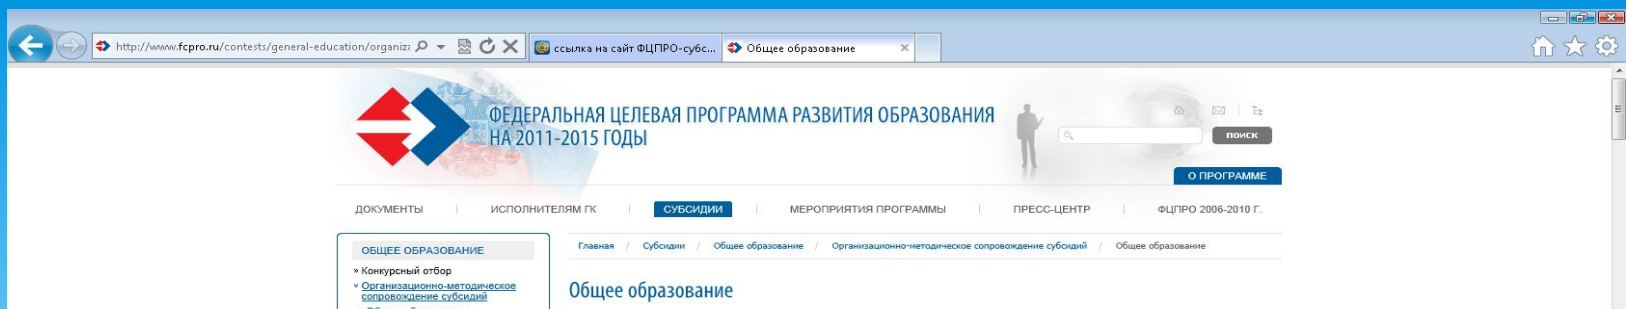 http://www.fcpro.ru/contests/general-education/organiz
ссылка на сайт ФЦПРО-субс...
Общее образование
ФЕДЕРАЛЬНАЯ ЦЕЛЕВАЯ ПРОГРАММА РАЗВИТИЯ ОБРАЗОВАНИЯ
НА 2011-2015 ГОДЫ
ПОИСК
О ПРОГРАММЕ
ДОКУМЕНТЫ | ИСПОЛНИТЕЛЯМ ГК | СУБСИДИИ | МЕРОПРИЯТИЯ ПРОГРАММЫ | ПРЕСС-ЦЕНТР | ФЦПРО 2006-2010 Г.
ОБЩЕЕ ОБРАЗОВАНИЕ
» Конкурсный отбор
Организационно-методическое
сопровождение субсидий
Главная / Субсидии / Общее образование / Организационно-методическое сопровождение субсидий / Общее образование
Общее образование